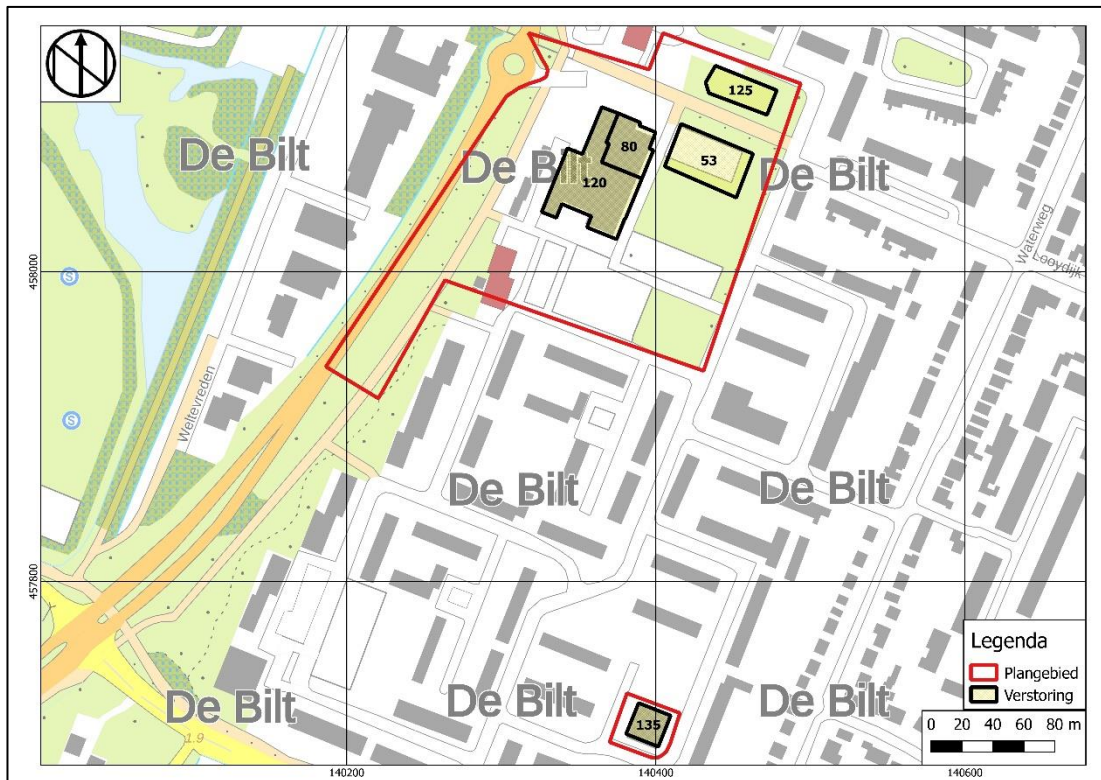 125
De Bilt
De Bilt
80
53
De Bilt
120
Waterweg
Looydijk
458000
S
Weltevreden
S
De Bilt
De Bilt
457800
Legenda
Plangebied
Verstoring
De Bilt
De Bilt
De Bilt
135
1.9
0 20 40 60 80 m
140200
140400
140600